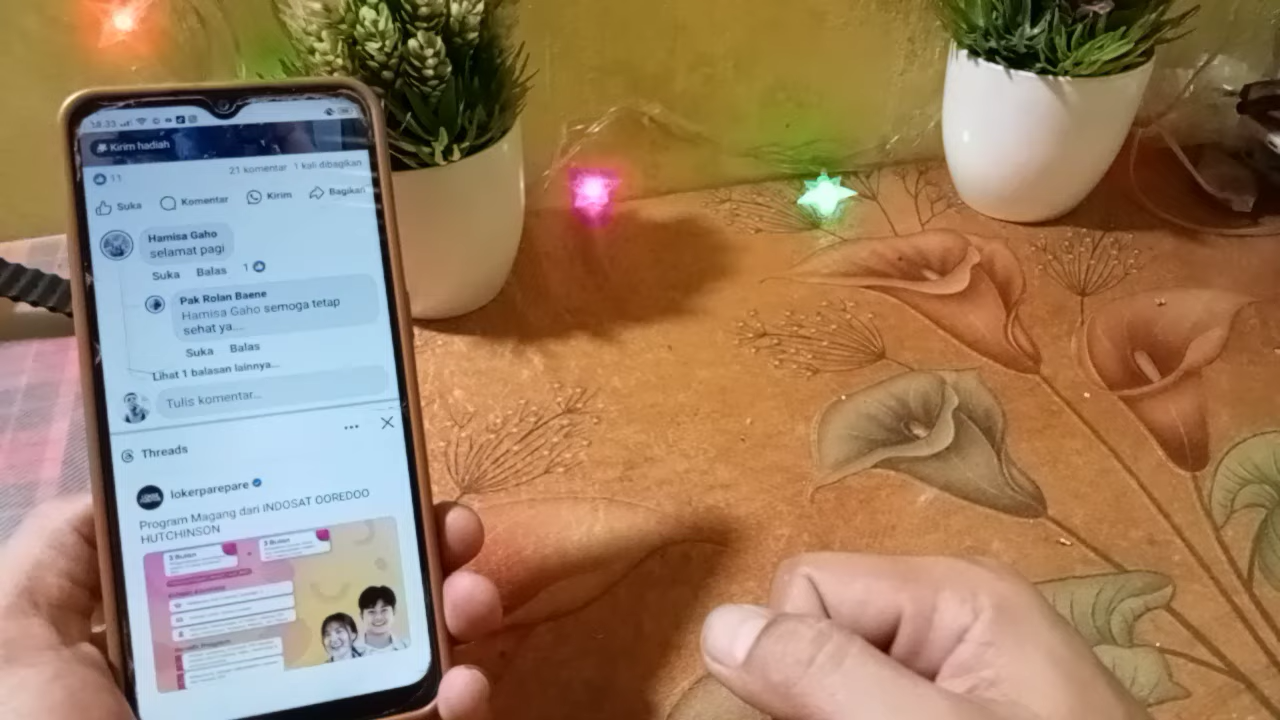 18.33
Kirim hadiah
11
21 komentar 1 kali dibagikan
Suka Komentar Kirim Bagikan
Hamisa Gaho
selamat pagi
Suka Balas 1
Pak Rolan Baene
Hamisa Gaho semoga tetap
sehat ya....
Suka Balas
Lihat 1 balasan lainnya...
Tulis komentar...
Threads
lokerparepare
Program Magang dari INDOSAT OOREDOO
HUTCHINSON